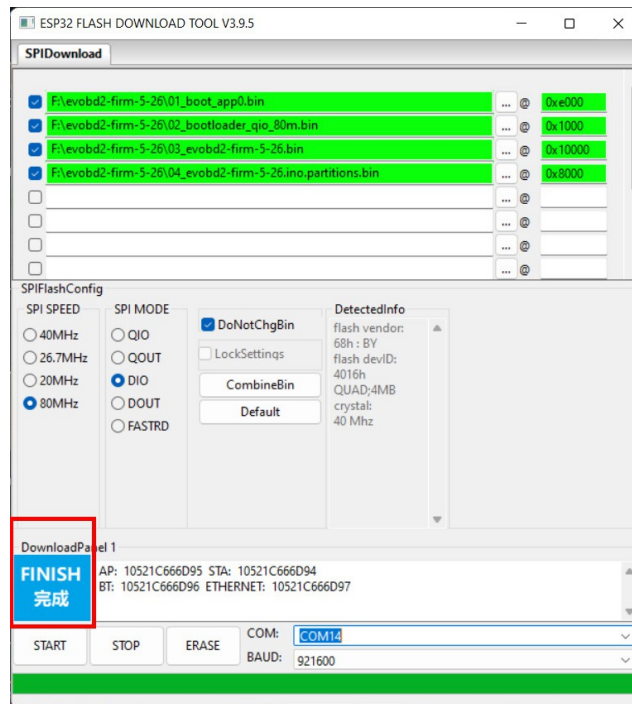 ESP32 FLASH DOWNLOAD TOOL V3.9.5
SPIDownload
F:\evobd2-firm-5-26\01_boot_app0.bin ... @ 0xe000
F:\evobd2-firm-5-26\02_bootloader_qio_80m.bin ... @ 0x1000
F:\evobd2-firm-5-26\03_evobd2-firm-5-26.bin ... @ 0x10000
F:\evobd2-firm-5-26\04_evobd2-firm-5-26.ino.partitions.bin ... @ 0x8000
... @
... @
... @
... @
SPIFlashConfig
SPI SPEED
40MHz
26.7MHz
20MHz
80MHz
SPI MODE
QIO
QOUT
DIO
DOUT
FASTRD
DoNotChgBin
LockSettings
CombineBin
Default
DetectedInfo
flash vendor:
68h : BY
flash devID:
4016h
QUAD;4MB
crystal:
40 Mhz
DownloadPanel 1
FINISH
完成
AP: 10521C666D95 STA: 10521C666D94
BT: 10521C666D96 ETHERNET: 10521C666D97
START
STOP
ERASE
COM: COM14
BAUD: 921600